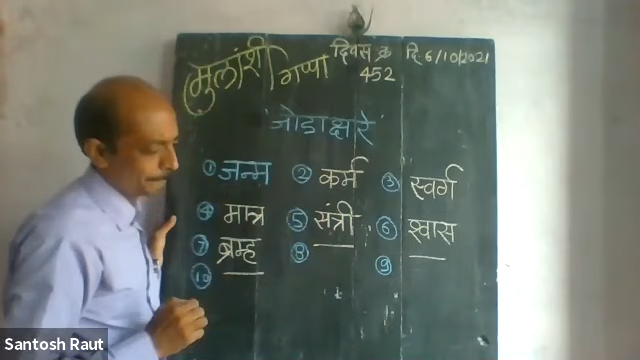 मुलांशी गप्पा दिवस क्र 452 दि. 6/10/2021
जोडाक्षरे
① जन्म ② कर्म ③ स्वर्ग
④ मात्र ⑤ संत्री ⑥ श्वास
⑦ ब्रम्ह ⑧ ⑨
⑩
Santosh Raut